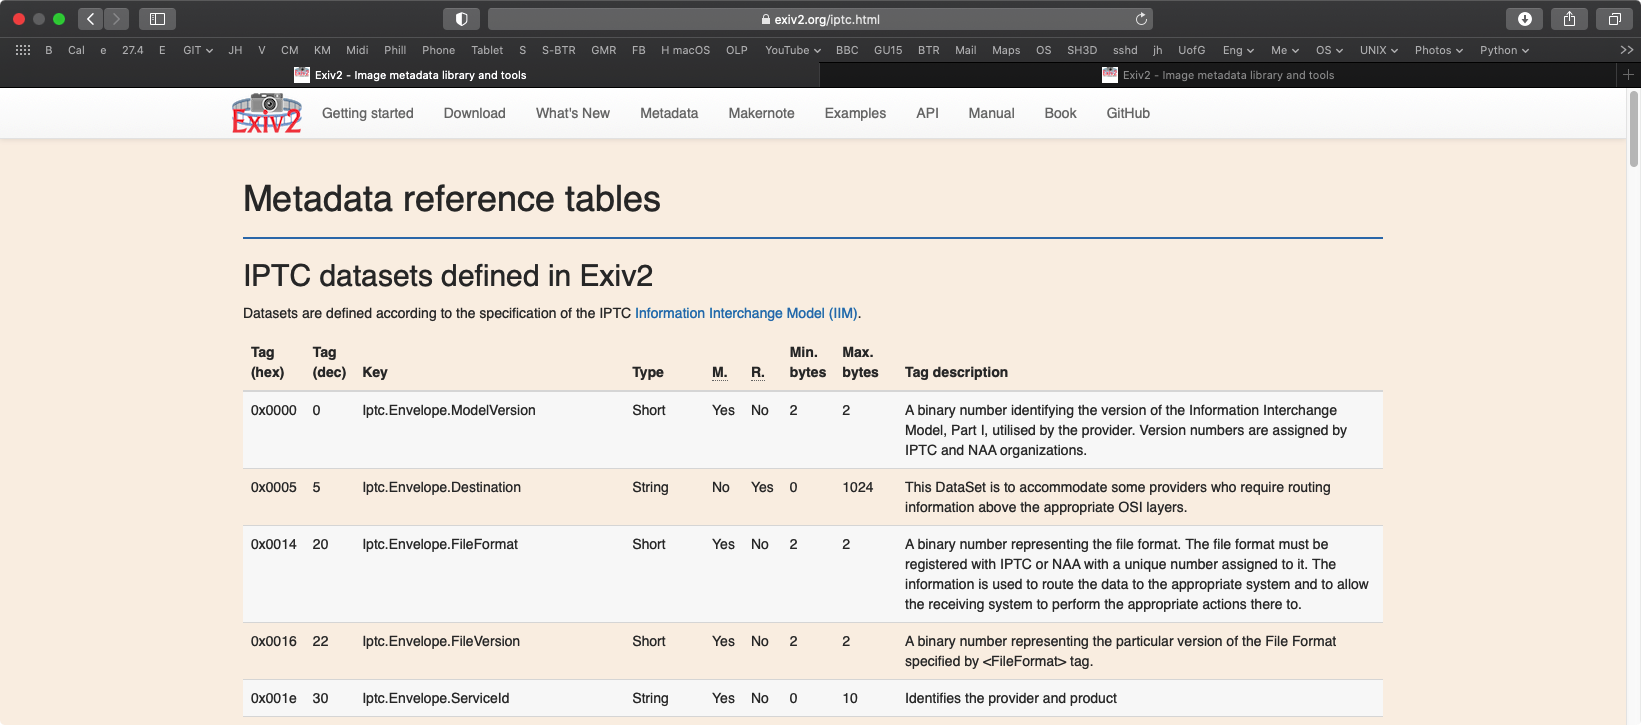 exiv2.org/iptc.html
B Cal e 27.4 E GIT JH V CM KM Midi Phill Phone Tablet S S-BTR GMR FB H macOS OLP YouTube BBC GU15 BTR Mail Maps OS SH3D sshd jh UofG Eng Me OS UNIX Photos Python
Exiv2 - Image metadata library and tools
Exiv2 - Image metadata library and tools
Exiv2 Getting started Download What's New Metadata Makernote Examples API Manual Book GitHub
Metadata reference tables
IPTC datasets defined in Exiv2
Datasets are defined according to the specification of the IPTC Information Interchange Model (IIM).
Tag Tag Min. Max.
(hex) (dec) Key Type M. R. bytes bytes Tag description
0x0000 0 Iptc.Envelope.ModelVersion Short Yes No 2 2 A binary number identifying the version of the Information Interchange
Model, Part I, utilised by the provider. Version numbers are assigned by
IPTC and NAA organizations.
0x0005 5 Iptc.Envelope.Destination String No Yes 0 1024 This DataSet is to accommodate some providers who require routing
information above the appropriate OSI layers.
0x0014 20 Iptc.Envelope.FileFormat Short Yes No 2 2 A binary number representing the file format. The file format must be
registered with IPTC or NAA with a unique number assigned to it. The
information is used to route the data to the appropriate system and to allow
the receiving system to perform the appropriate actions there to.
0x0016 22 Iptc.Envelope.FileVersion Short Yes No 2 2 A binary number representing the particular version of the File Format
specified by <FileFormat> tag.
0x001e 30 Iptc.Envelope.ServiceId String Yes No 0 10 Identifies the provider and product